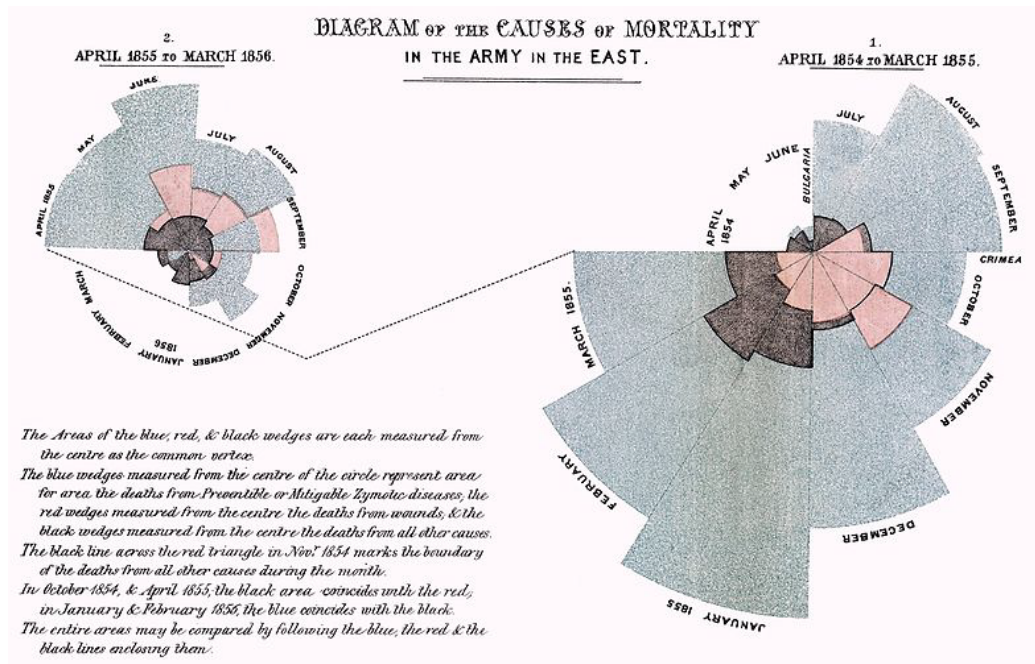 DIAGRAM OF THE CAUSES OF MORTALITY
IN THE ARMY IN THE EAST.
2.
APRIL 1855 TO MARCH 1856.
1.
APRIL 1854 TO MARCH 1855.
JUNE
JULY
AUGUST
SEPTEMBER
OCTOBER
NOVEMBER
DECEMBER
JANUARY
1856
FEBRUARY
MARCH
APRIL 1855
MAY
APRIL
1854
MAY
JUNE
BULGARIA
JULY
AUGUST
SEPTEMBER
CRIMEA
OCTOBER
NOVEMBER
DECEMBER
JANUARY 1855
FEBRUARY
MARCH 1855.
The Areas of the blue, red, & black wedges are each measured from
the centre as the common vertex.
The blue wedges measured from the centre of the circle represent area
for area the deaths from Preventible or Mitigable Zymotic diseases; the
red wedges measured from the centre the deaths from wounds; & the
black wedges measured from the centre the deaths from all other causes.
The black line across the red triangle in Novr. 1854 marks the boundary
of the deaths from all other causes during the month.
In October 1854, & April 1855, the black area coincides with the red;
in January & February 1856, the blue coincides with the black.
The entire areas may be compared by following the blue, the red & the
black lines enclosing them.